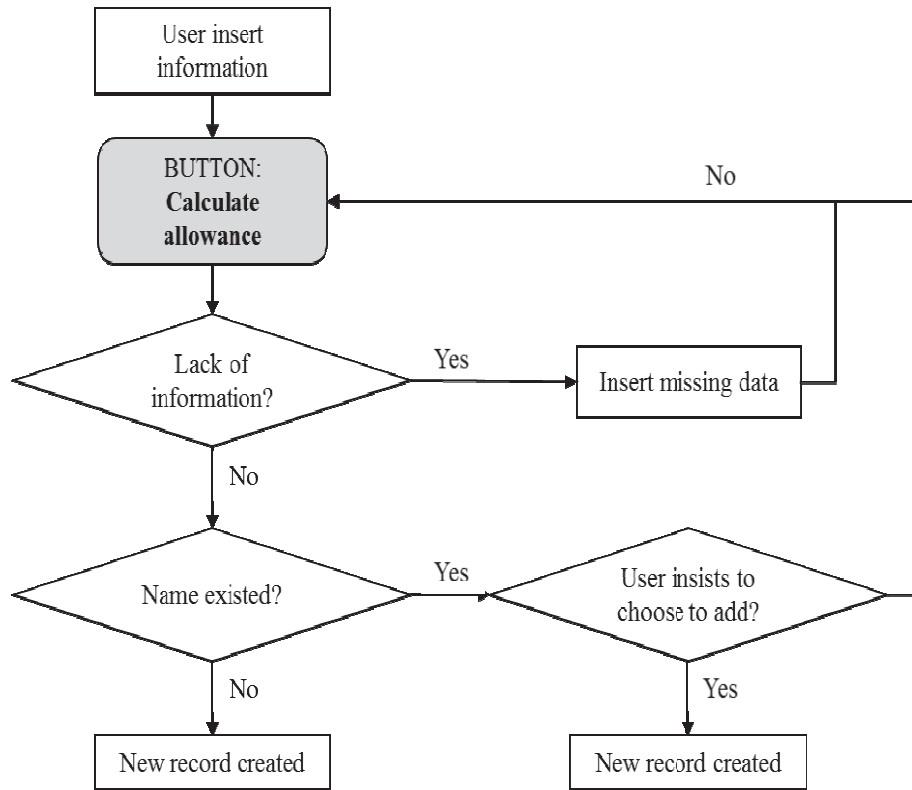 User insert
information
BUTTON:
Calculate
allowance
No
Lack of
information?
Yes
Insert missing data
No
Name existed?
Yes
User insists to
choose to add?
No
Yes
New record created
New record created